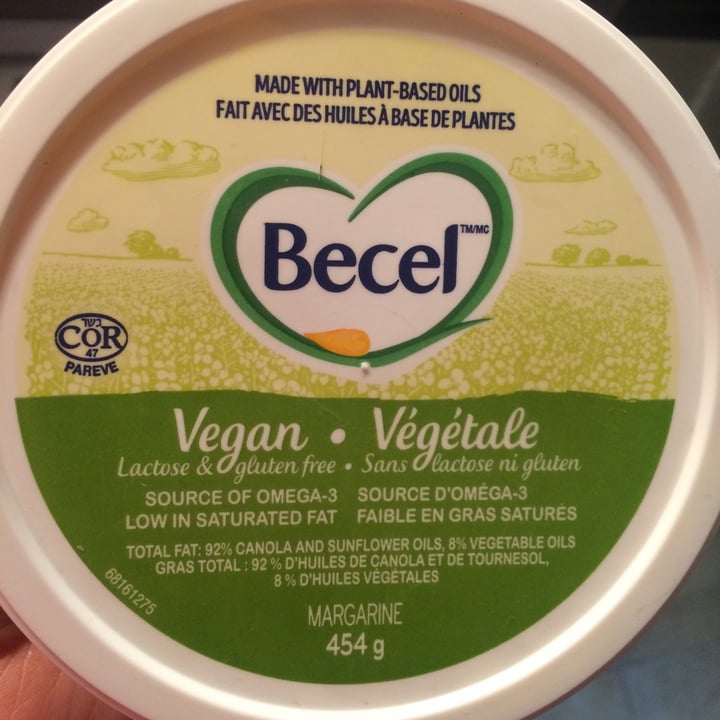 MADE WITH PLANT-BASED OILS
FAIT AVEC DES HUILES À BASE DE PLANTES
Becel TM/MC
כשר
COR
47
PAREVE
Vegan • Végétale
Lactose & gluten free • Sans lactose ni gluten
SOURCE OF OMEGA-3 SOURCE D'OMÉGA-3
LOW IN SATURATED FAT FAIBLE EN GRAS SATURÉS
TOTAL FAT: 92% CANOLA AND SUNFLOWER OILS, 8% VEGETABLE OILS
GRAS TOTAL : 92 % D'HUILES DE CANOLA ET DE TOURNESOL,
8 % D'HUILES VÉGÉTALES
68161275
MARGARINE
454 g